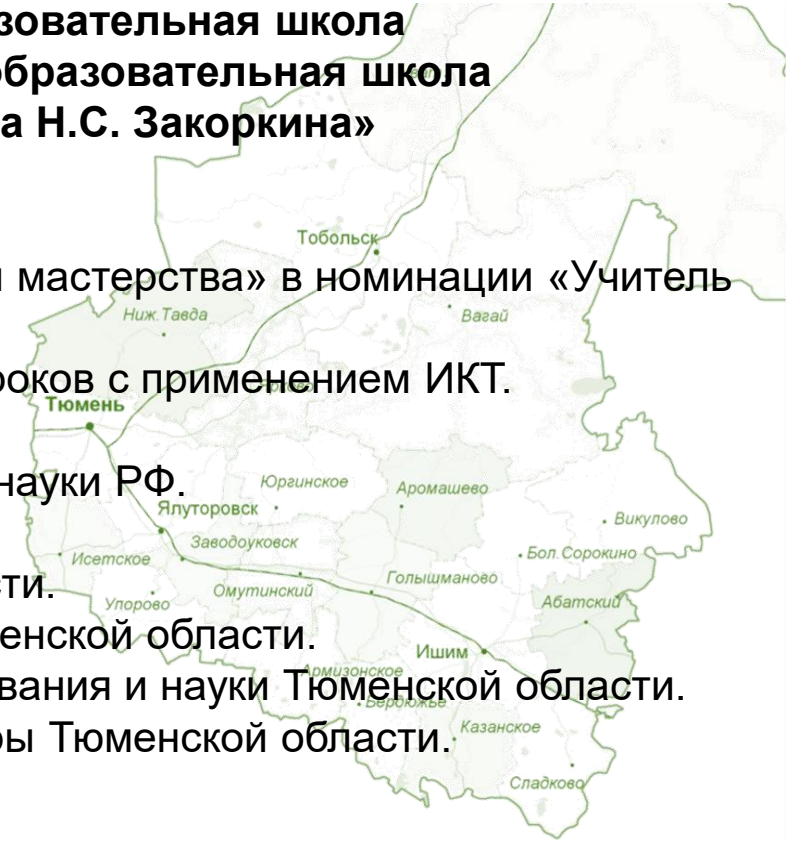 зовательная школа
образовательная школа
а Н.С. Закоркина»
Тобольск
мастерства» в номинации «Учитель
Ниж.Тавда
Вагай
роков с применением ИКТ.
Тюмень
науки РФ.
Юргинское
Аромашево
Ялуторовск
Викулово
Заводоуковск
Бол.Сорокино
Исетское
Голышманово
сти.
Омутинский
Абатский
Упорово
енской области.
Ишим
Армизонское
вания и науки Тюменской области.
Бердюжье
Казанское
ры Тюменской области.
Сладково